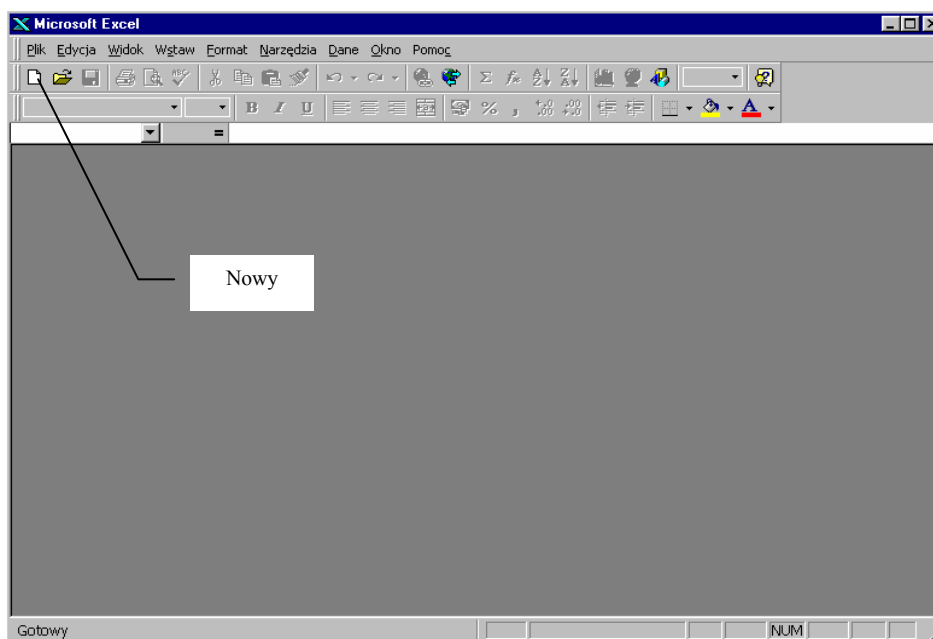 Microsoft Excel
Plik Edycja Widok Wstaw Format Narzędzia Dane Okno Pomoc
B I U % ,
=
Nowy
Gotowy NUM